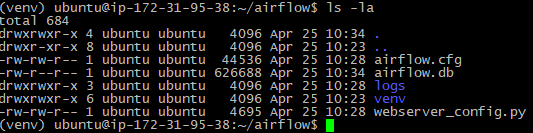 (venv) ubuntu@ip-172-31-95-38:~/airflow$ ls -la
total 684
drwxrwxr-x 4 ubuntu ubuntu   4096 Apr 25 10:34 .
drwxr-xr-x 8 ubuntu ubuntu   4096 Apr 25 10:23 ..
-rw------- 1 ubuntu ubuntu  44536 Apr 25 10:28 airflow.cfg
-rw-r--r-- 1 ubuntu ubuntu 626688 Apr 25 10:34 airflow.db
drwxrwxr-x 3 ubuntu ubuntu   4096 Apr 25 10:28 logs
drwxrwxr-x 6 ubuntu ubuntu   4096 Apr 25 10:23 venv
-rw-rw-r-- 1 ubuntu ubuntu   4695 Apr 25 10:28 webserver_config.py
(venv) ubuntu@ip-172-31-95-38:~/airflow$